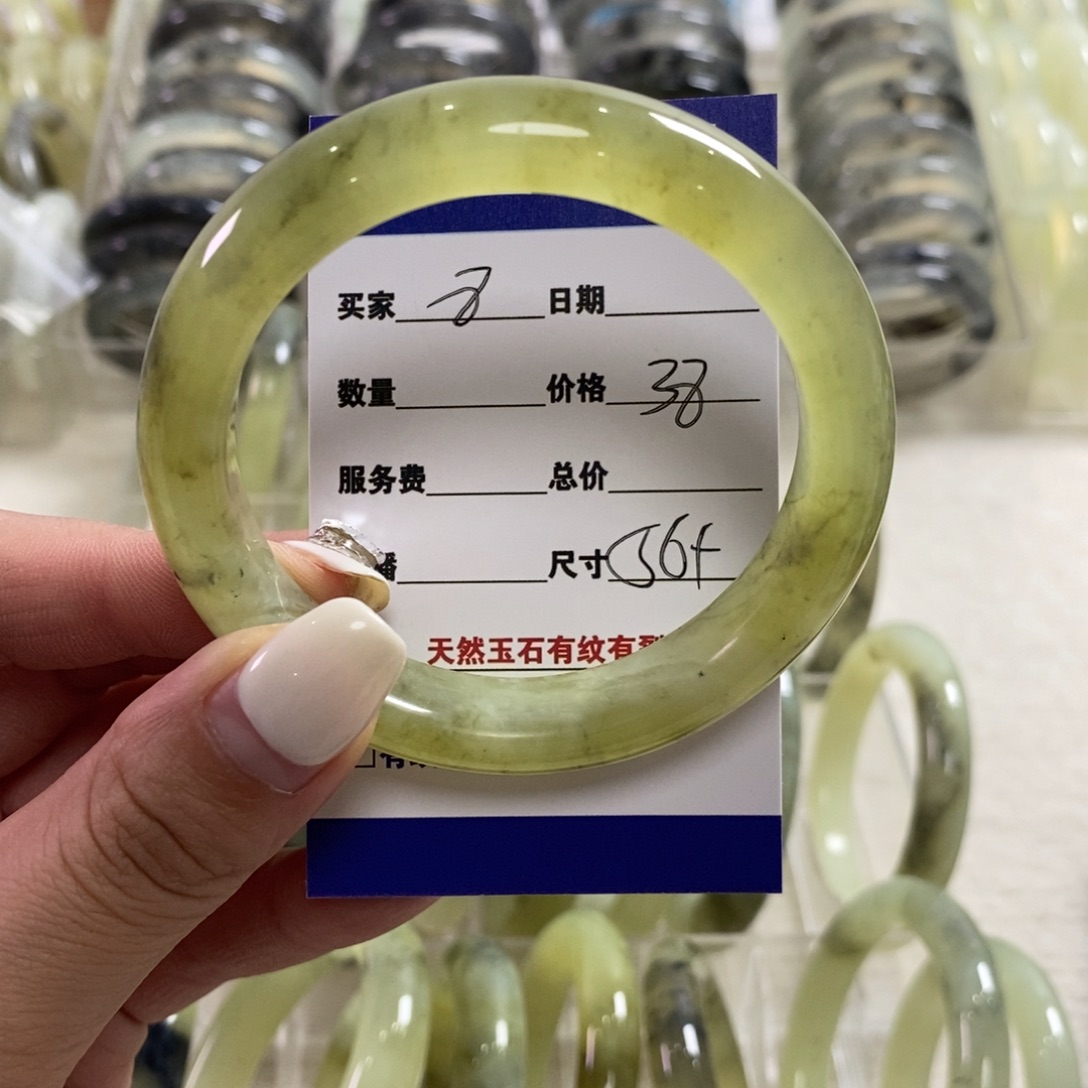 买家 8 日期
数量 价格 38
服务费 总价
尺寸 56+
天然玉石有纹有